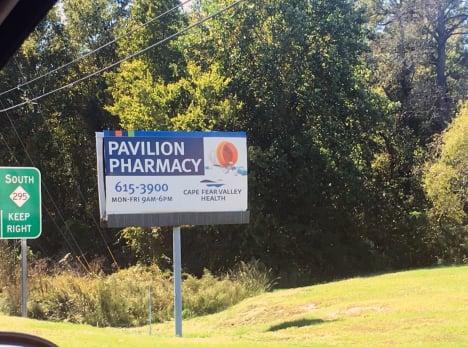 PAVILION
PHARMACY
615-3900
MON-FRI 9AM-6PM
CAPE FEAR VALLEY
HEALTH
South
295
KEEP
RIGHT